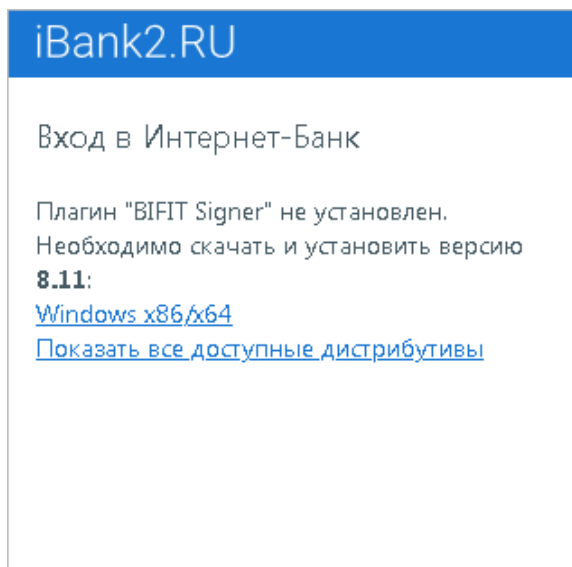 iBank2.RU
Вход в Интернет-Банк
Плагин "BIFIT Signer" не установлен.
Необходимо скачать и установить версию
8.11:
Windows x86/x64
Показать все доступные дистрибутивы